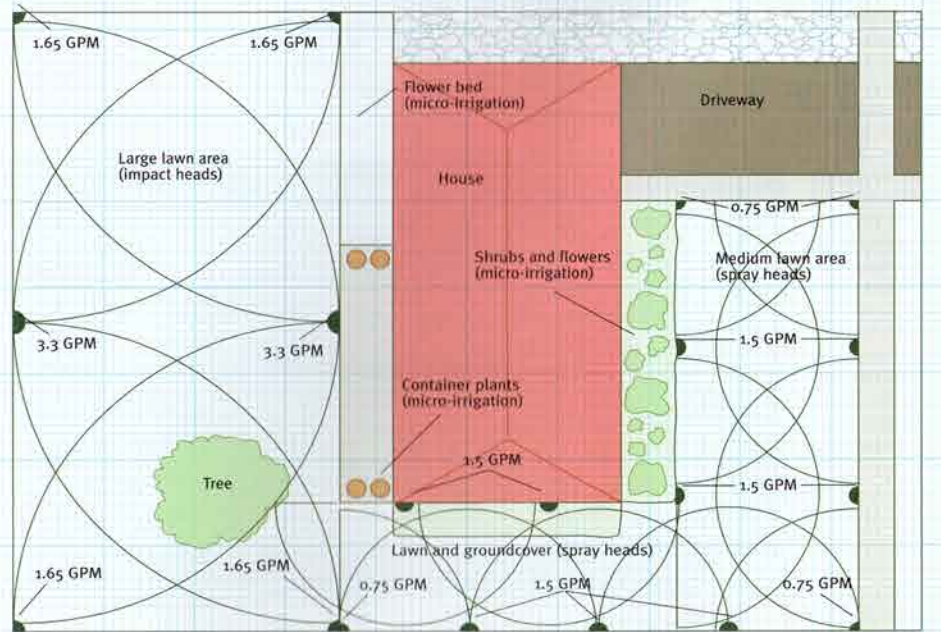 1.65 GPM
1.65 GPM
Flower bed
(micro-irrigation)
Driveway
Large lawn area
(impact heads)
House
0.75 GPM
Shrubs and flowers
(micro-irrigation)
Medium lawn area
(spray heads)
3.3 GPM
3.3 GPM
1.5 GPM
Container plants
(micro-irrigation)
1.5 GPM
Tree
1.5 GPM
Lawn and groundcover (spray heads)
1.65 GPM
1.65 GPM
0.75 GPM
1.5 GPM
0.75 GPM